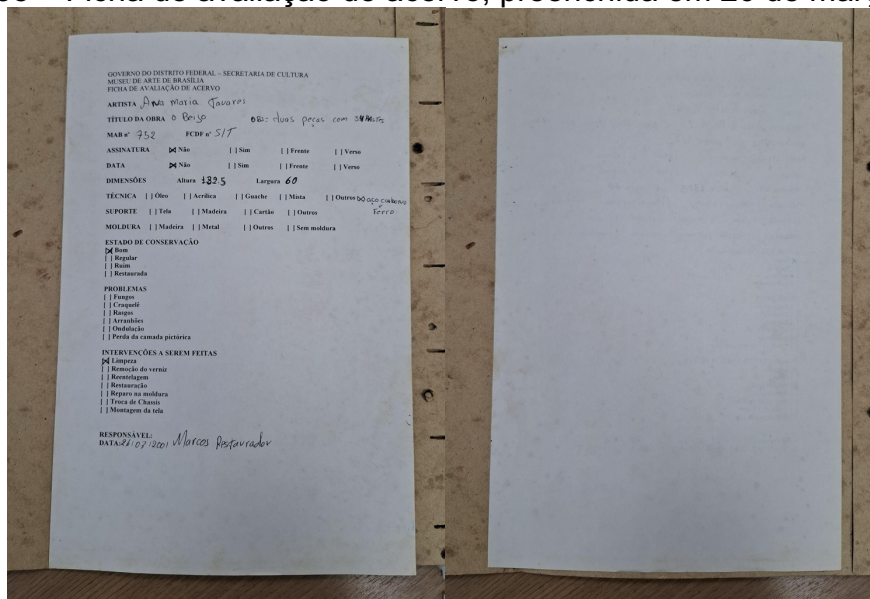 Ficha de avaliação de acervo, preenchida em
GOVERNO DO DISTRITO FEDERAL – SECRETARIA DE CULTURA
MUSEU DE ARTE DE BRASÍLIA
FICHA DE AVALIAÇÃO DE ACERVO
ARTISTA Ana Maria Tavares
TÍTULO DA OBRA O Beijo OBS: duas peças com
MAB nº 752 FCDF nº S/T
ASSINATURA [X] Não [ ] Sim [ ] Frente [ ] Verso
DATA [X] Não [ ] Sim [ ] Frente [ ] Verso
DIMENSÕES Altura 132.5 Largura 60
TÉCNICA [ ] Óleo [ ] Acrílica [ ] Guache [ ] Mista [ ] Outros [X] aço
Ferro
SUPORTE [ ] Tela [ ] Madeira [ ] Cartão [ ] Outros
MOLDURA [ ] Madeira [ ] Metal [ ] Outros [ ] Sem moldura
ESTADO DE CONSERVAÇÃO
[X] Bom
[ ] Regular
[ ] Ruim
[ ] Restaurada
PROBLEMAS
[ ] Fungos
[ ] Craquelê
[ ] Rasgos
[ ] Arranhões
[ ] Ondulação
[ ] Perda da camada pictórica
INTERVENÇÕES A SEREM FEITAS
[X] Limpeza
[ ] Remoção do verniz
[ ] Reentelagem
[ ] Restauração
[ ] Reparo na moldura
[ ] Troca de Chassis
[ ] Montagem da tela
RESPONSÁVEL:
DATA: 26/07/2001 Marcos Restaurador